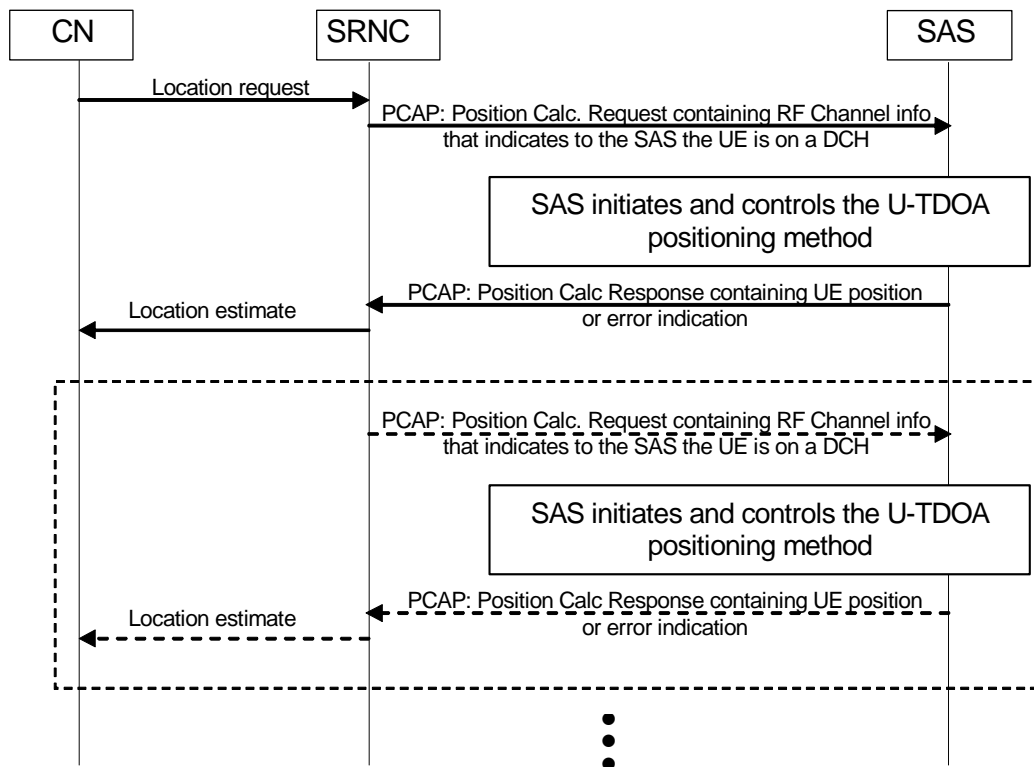 CN
SRNC
SAS
Location request
PCAP: Position Calc. Request containing RF Channel info
that indicates to the SAS the UE is on a DCH
SAS initiates and controls the U-TDOA
positioning method
PCAP: Position Calc Response containing UE position
or error indication
Location estimate
PCAP: Position Calc. Request containing RF Channel info
that indicates to the SAS the UE is on a DCH
SAS initiates and controls the U-TDOA
positioning method
PCAP: Position Calc Response containing UE position
or error indication
Location estimate